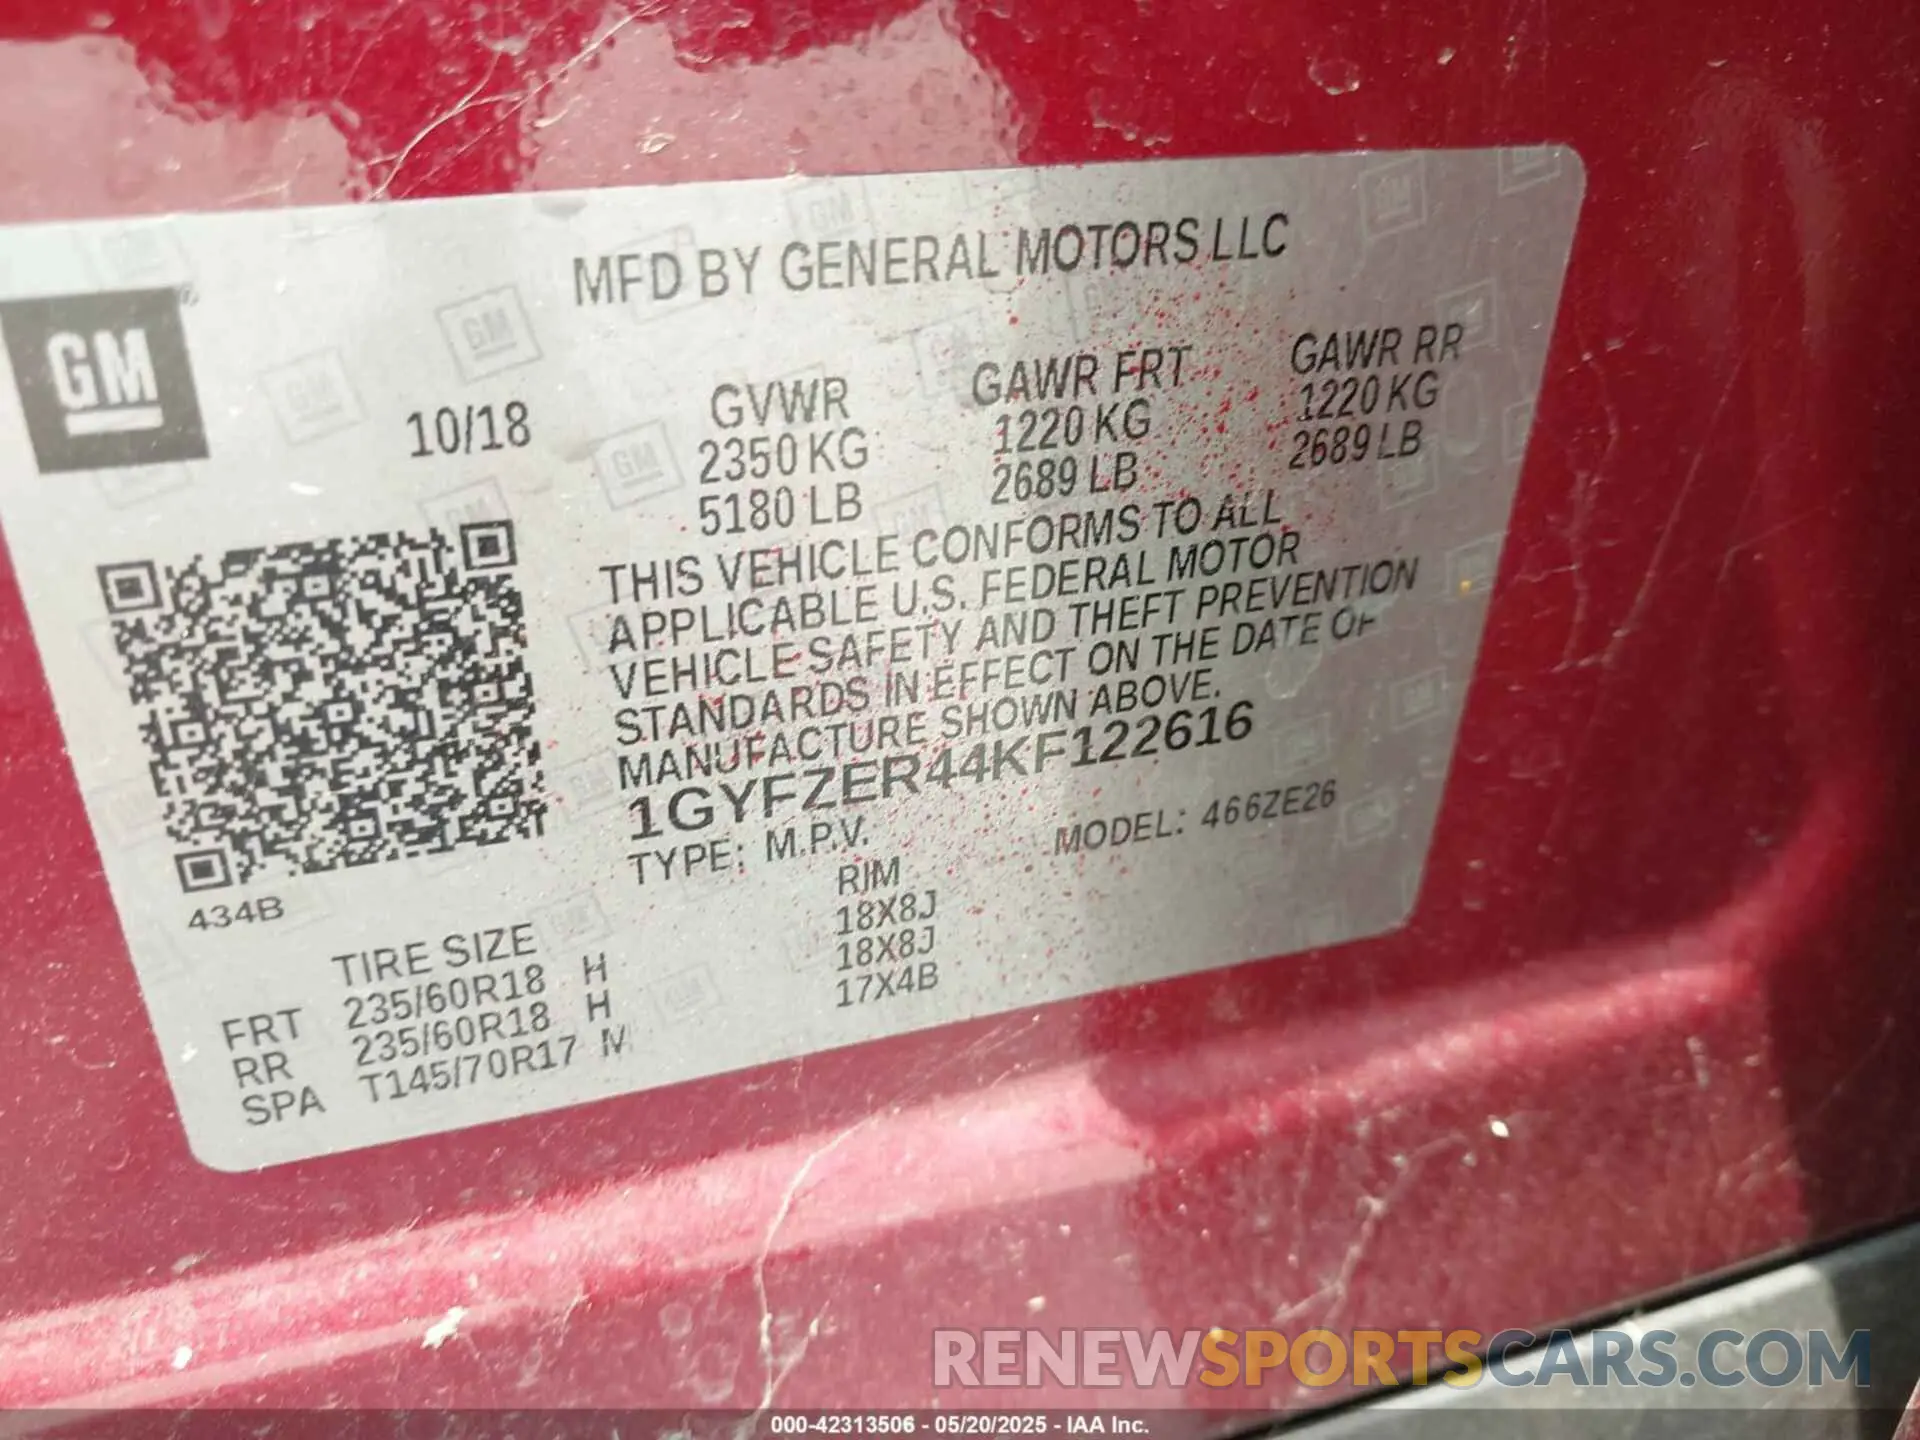 MFD BY GENERAL MOTORS LLC
GM
10/18
GVWR GAWR FRT GAWR RR
2350 KG 1220 KG 1220 KG
5180 LB 2689 LB 2689 LB
THIS VEHICLE CONFORMS TO ALL
APPLICABLE U.S. FEDERAL MOTOR
VEHICLE SAFETY AND THEFT PREVENTION
STANDARDS IN EFFECT ON THE DATE OF
MANUFACTURE SHOWN ABOVE.
1GYFZER44KF122616
TYPE: M.P.V. MODEL: 466ZE26
434B
TIRE SIZE RIM
FRT 235/60R18 H 18X8J
RR 235/60R18 H 18X8J
SPA T145/70R17 M 17X4B
RENEWSPORTSCARS.COM
000-42313506 - 05/20/2025 - IAA Inc.